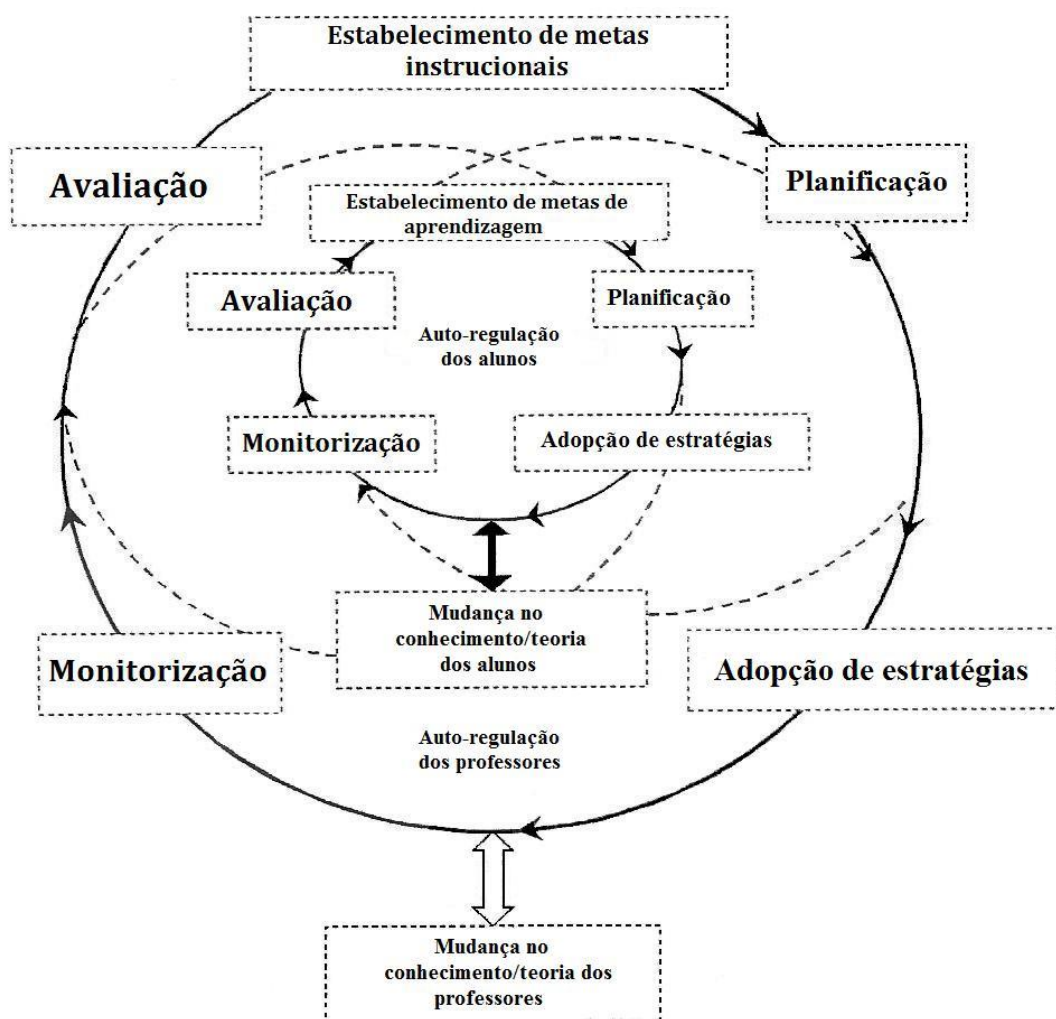 Estabelecimento de metas
instrucionais
Avaliação
Planificação
Estabelecimento de metas de
aprendizagem
Avaliação
Planificação
Auto-regulação
dos alunos
Monitorização
Adopção de estratégias
Mudança no
conhecimento/teoria
dos alunos
Monitorização
Adopção de estratégias
Auto-regulação
dos professores
Mudança no
conhecimento/teoria dos
professores